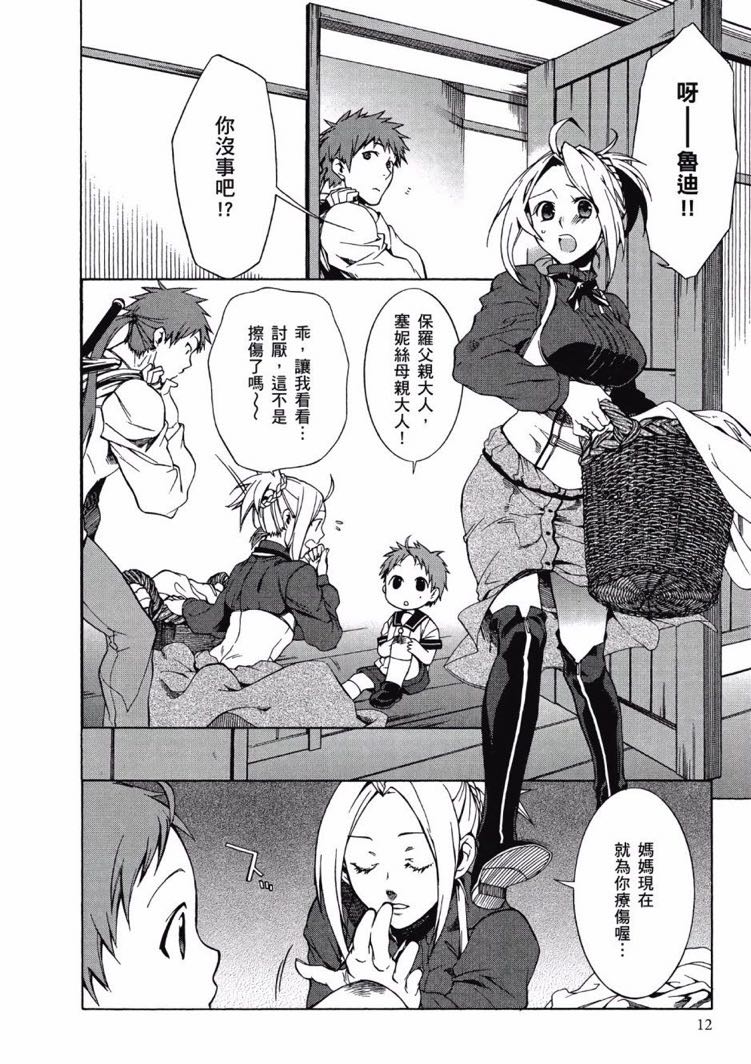 呀——魯迪!!
你沒事吧!?
保羅父親大人，
塞妮絲母親大人！
乖，讓我看看…
討厭，這不是
擦傷了嗎～
媽媽現在
就為你療傷喔…
12